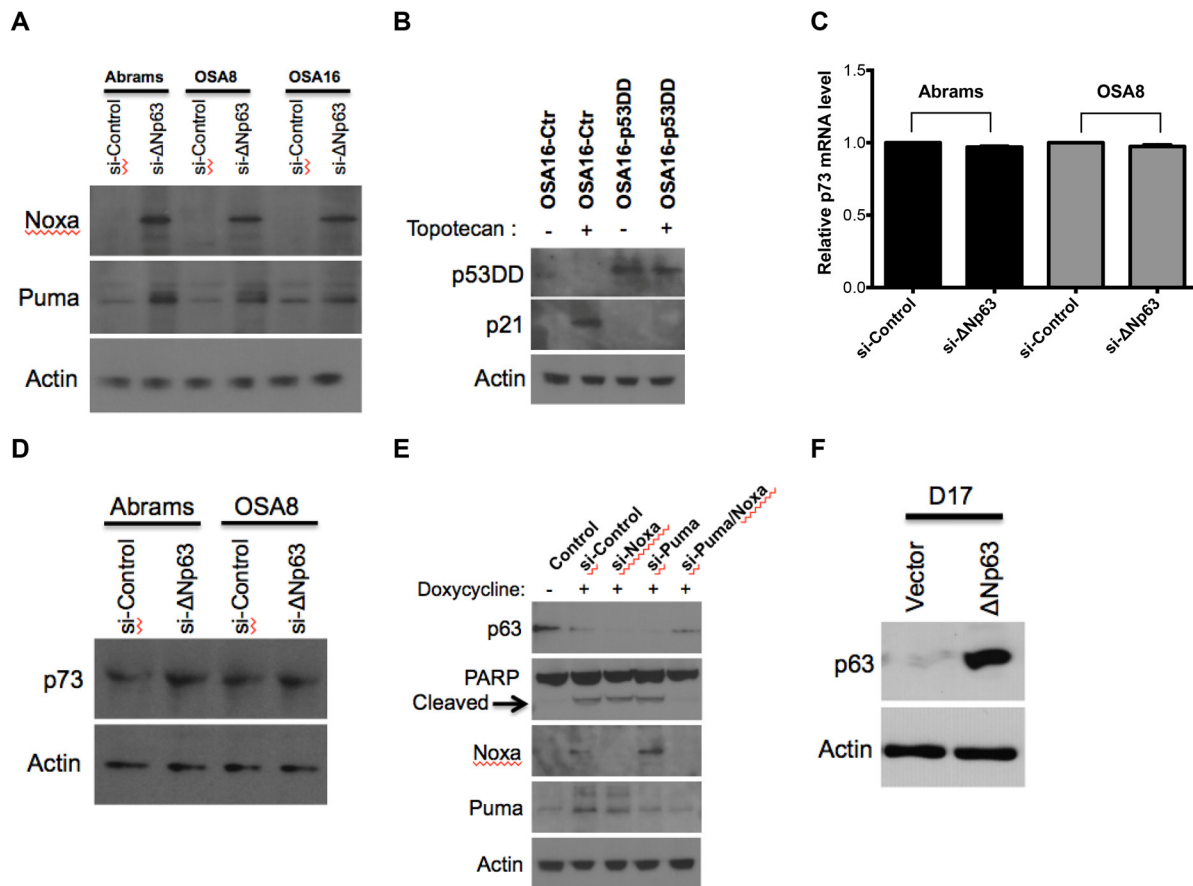 A
Abrams OSA8 OSA16
si-Control si-ΔNp63 si-Control si-ΔNp63 si-Control si-ΔNp63
Noxa
Puma
Actin
B
OSA16-Ctr OSA16-Ctr OSA16-p53DD OSA16-p53DD
Topotecan : - + - +
p53DD
p21
Actin
C
Relative p73 mRNA level
1.5
1.0
0.5
0.0
Abrams OSA8
si-Control si-ΔNp63 si-Control si-ΔNp63
D
Abrams OSA8
si-Control si-ΔNp63 si-Control si-ΔNp63
p73
Actin
E
Control si-Control si-Noxa si-Puma si-Puma/Noxa
Doxycycline: - + + + +
p63
PARP
Cleaved
Noxa
Puma
Actin
F
D17
Vector ΔNp63
p63
Actin